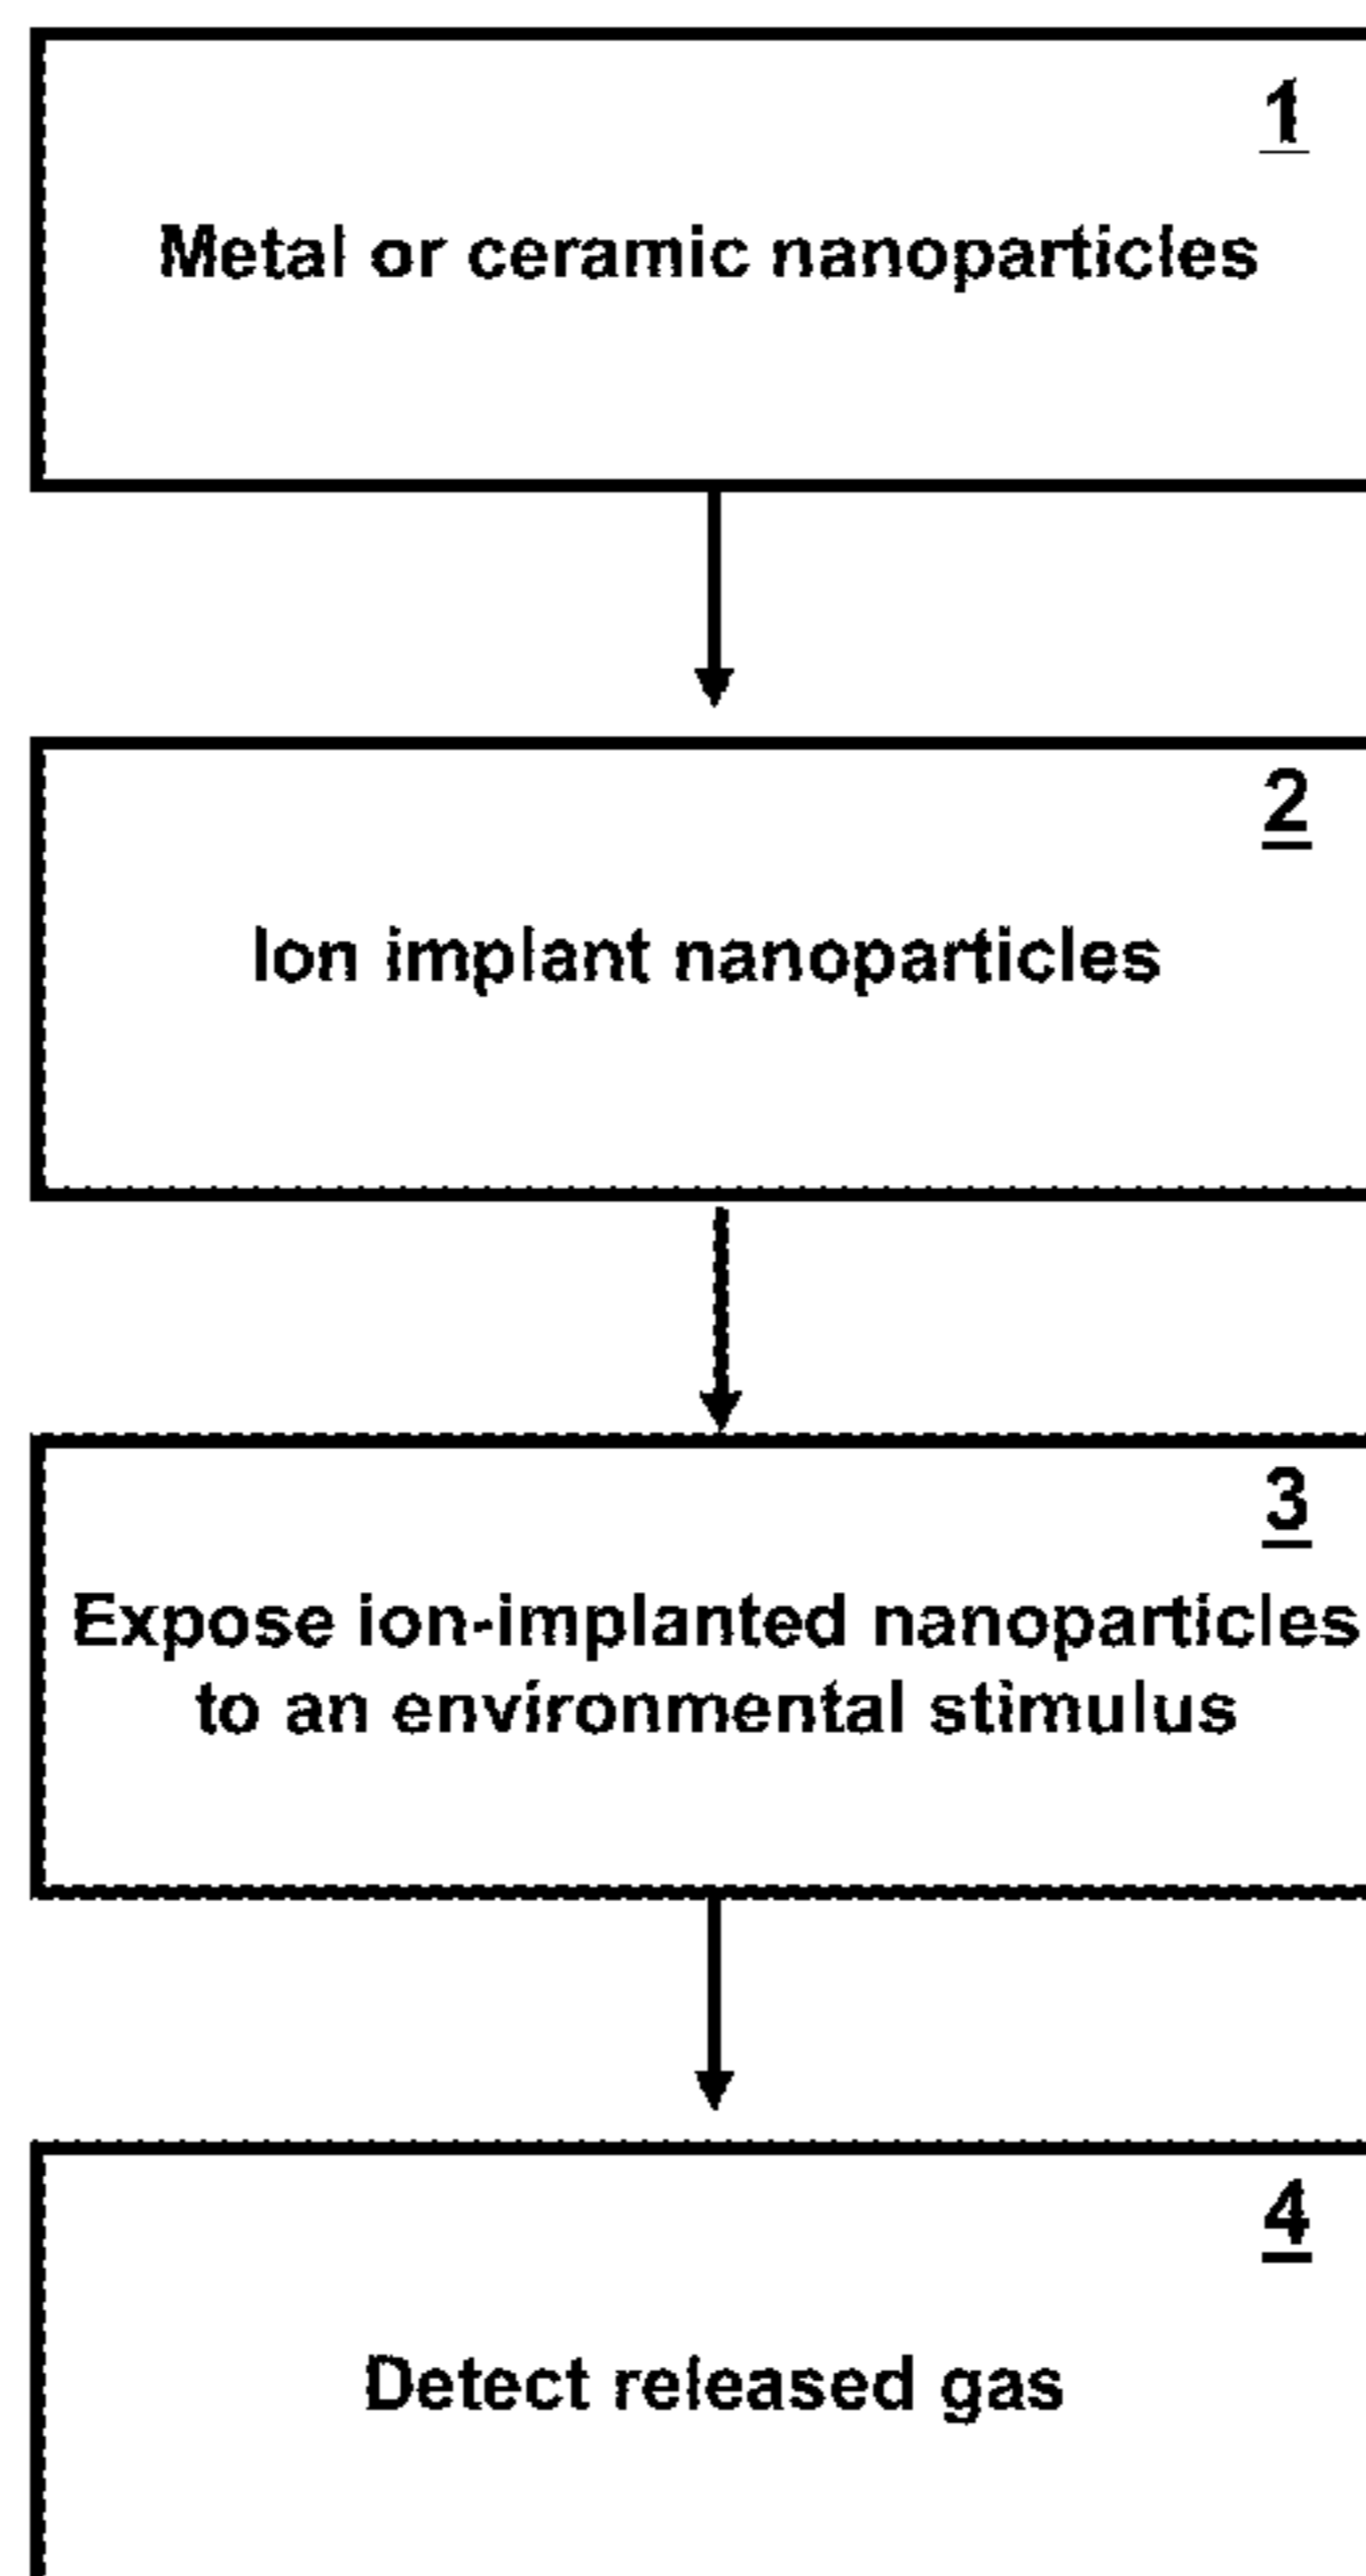 1
Metal or ceramic nanoparticles
2
Ion implant nanoparticles
3
Expose ion-implanted nanoparticles
to an environmental stimulus
4
Detect released gas